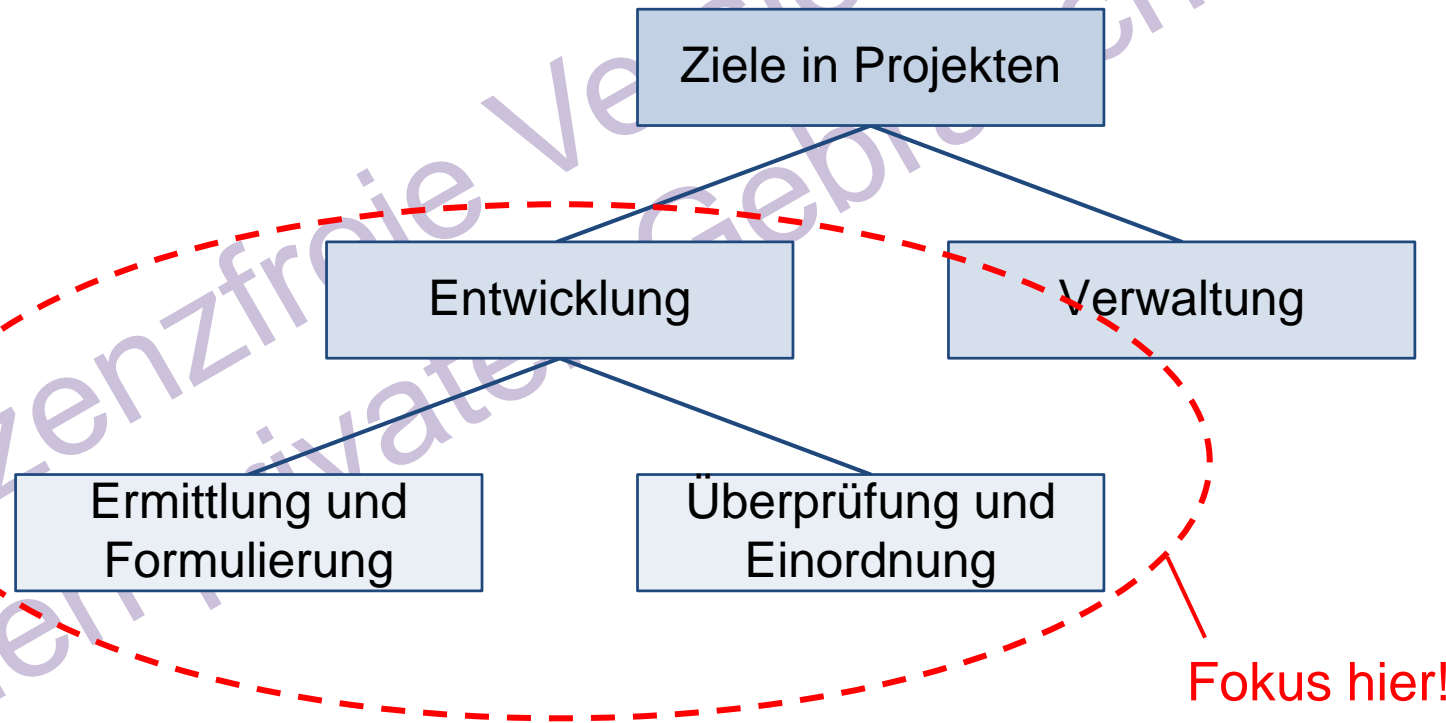 Ziele in Projekten
Entwicklung
Verwaltung
Ermittlung und
Formulierung
Überprüfung und
Einordnung
Fokus hier!